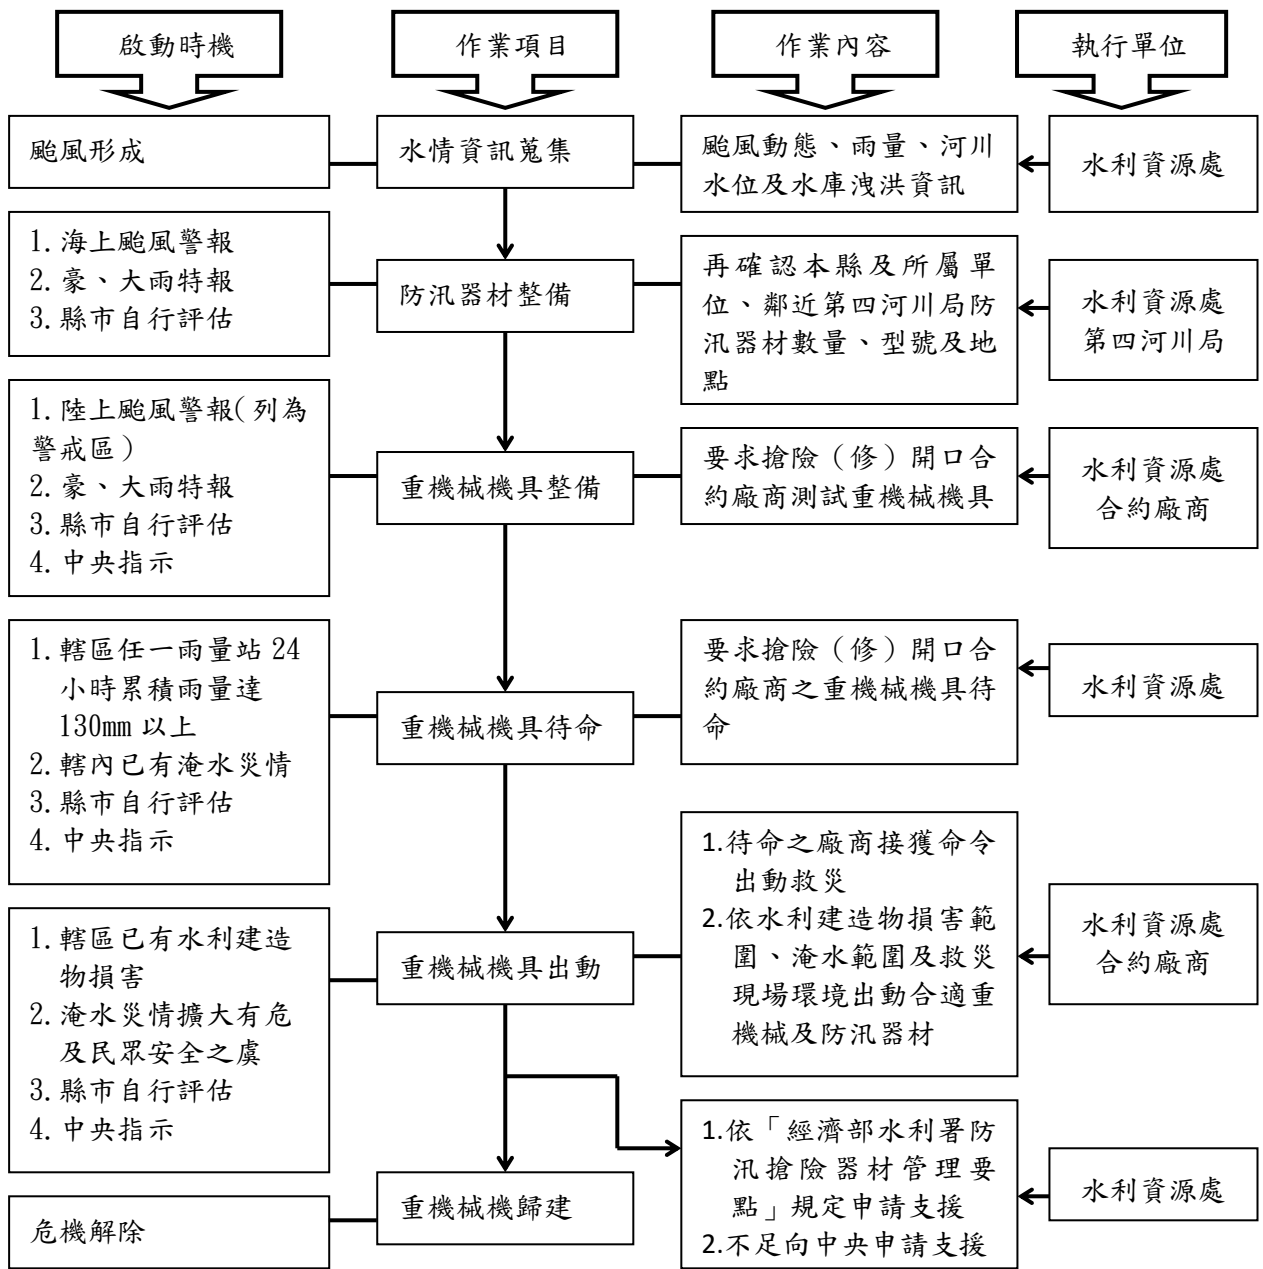 啟動時機
作業項目
作業內容
執行單位
颱風形成
水情資訊蒐集
颱風動態、雨量、河川
水位及水庫洩洪資訊
水利資源處
1. 海上颱風警報
2. 豪、大雨特報
3. 縣市自行評估
防汛器材整備
再確認本縣及所屬單
位、鄰近第四河川局防
汛器材數量、型號及地
點
水利資源處
第四河川局
1. 陸上颱風警報(列為
警戒區)
2. 豪、大雨特報
3. 縣市自行評估
4. 中央指示
重機械機具整備
要求搶險（修）開口合
約廠商測試重機械機具
水利資源處
合約廠商
1. 轄區任一雨量站 24
小時累積雨量達
130mm 以上
2. 轄內已有淹水災情
3. 縣市自行評估
4. 中央指示
重機械機具待命
要求搶險（修）開口合
約廠商之重機械機具待
命
水利資源處
1. 轄區已有水利建造
物損害
2. 淹水災情擴大有危
及民眾安全之虞
3. 縣市自行評估
4. 中央指示
重機械機具出動
1.待命之廠商接獲命令
出動救災
2.依水利建造物損害範
圍、淹水範圍及救災
現場環境出動合適重
機械及防汛器材
水利資源處
合約廠商
1.依「經濟部水利署防
汛搶險器材管理要
點」規定申請支援
2.不足向中央申請支援
水利資源處
危機解除
重機械機歸建